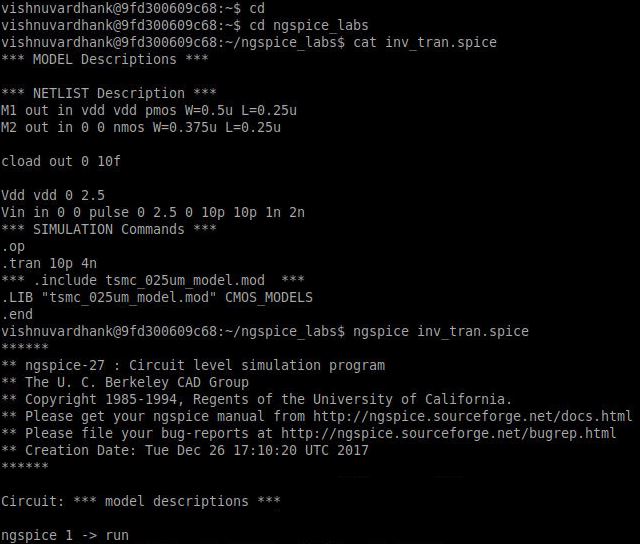 vishnuvardhank@9fd300609c68:~$ cd
vishnuvardhank@9fd300609c68:~$ cd ngspice_labs
vishnuvardhank@9fd300609c68:~/ngspice_labs$ cat inv_tran.spice
*** MODEL Descriptions ***
*** NETLIST Description ***
M1 out in vdd vdd pmos W=0.5u L=0.25u
M2 out in 0 0 nmos W=0.375u L=0.25u
cload out 0 10f
Vdd vdd 0 2.5
Vin in 0 0 pulse 0 2.5 0 10p 10p 1n 2n
*** SIMULATION Commands ***
.op
.tran 10p 4n
*** .include tsmc_025um_model.mod  ***
.LIB "tsmc_025um_model.mod" CMOS_MODELS
.end
vishnuvardhank@9fd300609c68:~/ngspice_labs$ ngspice inv_tran.spice
******
** ngspice-27 : Circuit level simulation program
** The U. C. Berkeley CAD Group
** Copyright 1985-1994, Regents of the University of California.
** Please get your ngspice manual from http://ngspice.sourceforge.net/docs.html
** Please file your bug-reports at http://ngspice.sourceforge.net/bugrep.html
** Creation Date: Tue Dec 26 17:10:20 UTC 2017
******
Circuit: *** model descriptions ***
ngspice 1 -> run